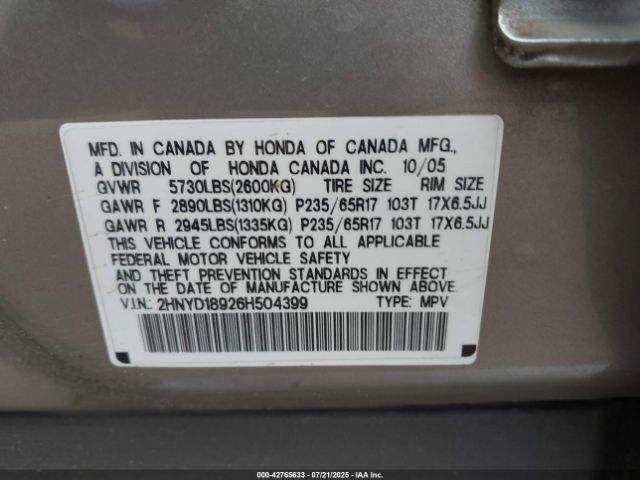 MFD. IN CANADA BY HONDA OF CANADA MFG.,
A DIVISION OF HONDA CANADA INC. 10/05
GVWR 5730LBS(2600KG) TIRE SIZE RIM SIZE
GAWR F 2890LBS(1310KG) P235/65R17 103T 17X6.5JJ
GAWR R 2945LBS(1335KG) P235/65R17 103T 17X6.5JJ
THIS VEHICLE CONFORMS TO ALL APPLICABLE
FEDERAL MOTOR VEHICLE SAFETY
AND THEFT PREVENTION STANDARDS IN EFFECT
ON THE DATE OF MANUFACTURE SHOWN ABOVE.
V.I.N.: 2HNYD18926H504399 TYPE: MPV
000-42765633 07/21/2025 IAA Inc.